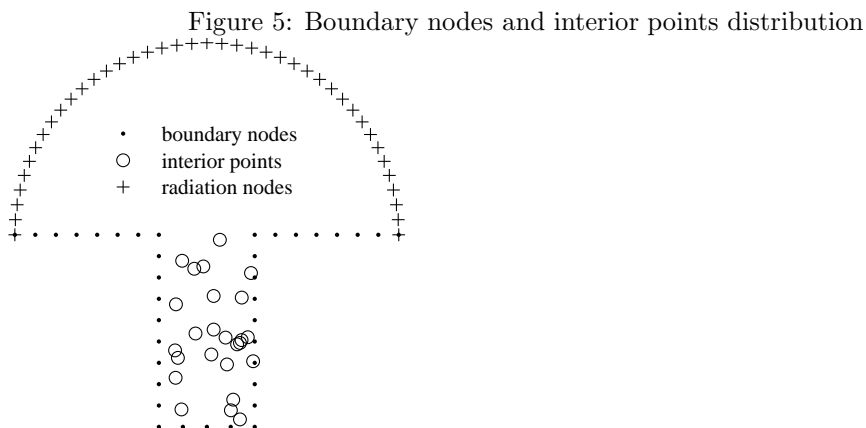 Figure 5: Boundary nodes and interior points distribution
boundary nodes
interior points
radiation nodes